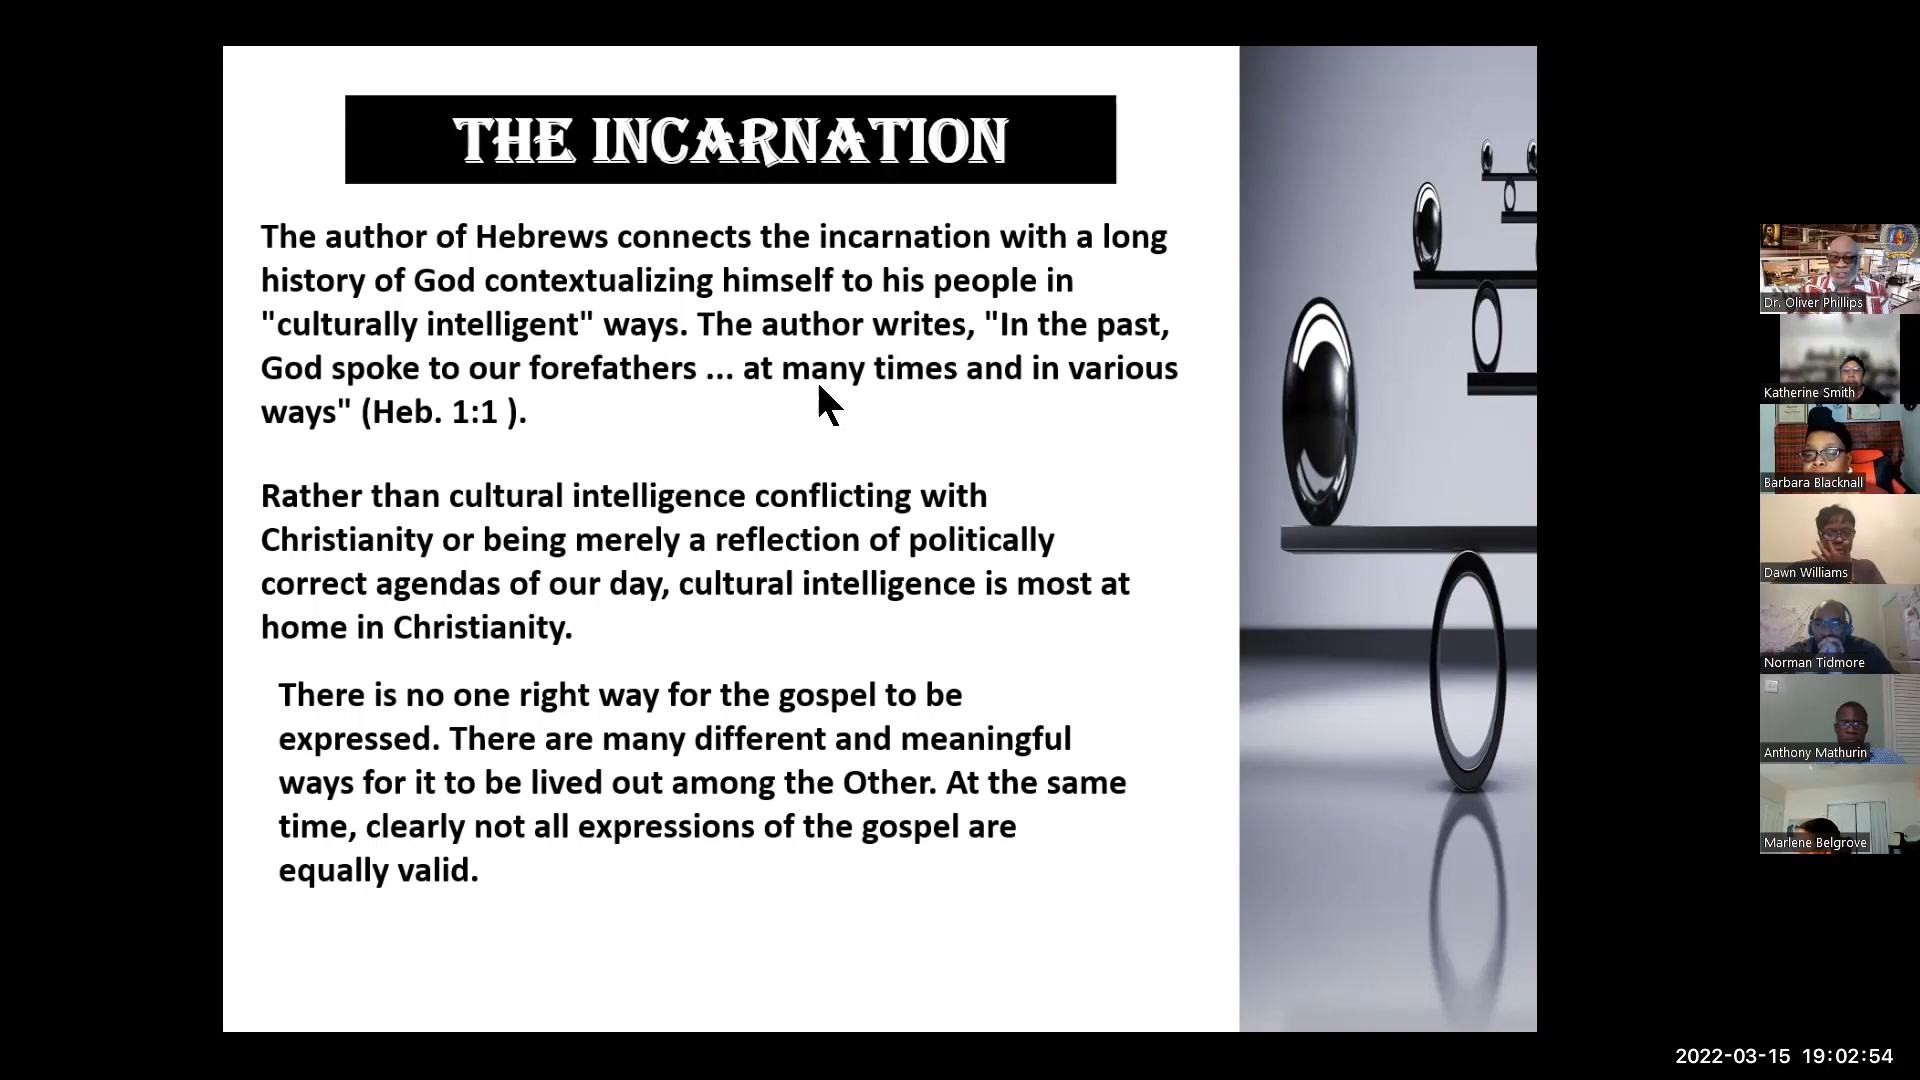 THE INCARNATION
The author of Hebrews connects the incarnation with a long
history of God contextualizing himself to his people in
"culturally intelligent" ways. The author writes, "In the past,
God spoke to our forefathers ... at many times and in various
ways" (Heb. 1:1 ).
Rather than cultural intelligence conflicting with
Christianity or being merely a reflection of politically
correct agendas of our day, cultural intelligence is most at
home in Christianity.
There is no one right way for the gospel to be
expressed. There are many different and meaningful
ways for it to be lived out among the Other. At the same
time, clearly not all expressions of the gospel are
equally valid.
Dr. Oliver Phillips
Katherine Smith
Barbara Blacknall
Dawn Williams
Norman Tidmore
Anthony Mathurin
Marlene Belgrove
2022-03-15 19:02:54